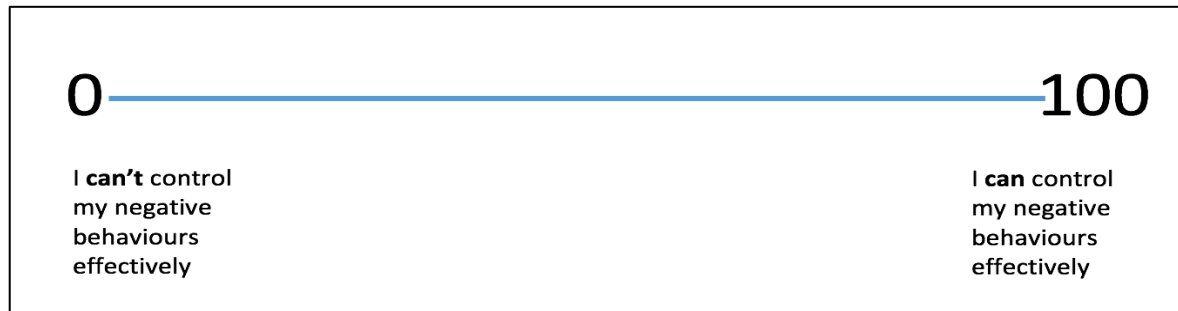 0 100
I can't control
my negative
behaviours
effectively
I can control
my negative
behaviours
effectively